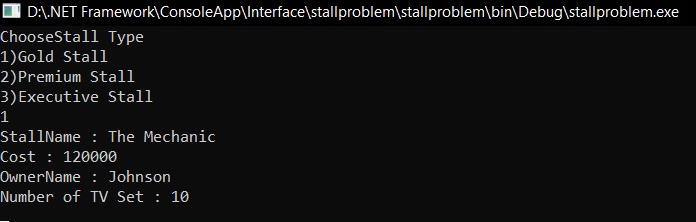 D:\.NET Framework\ConsoleApp\Interface\stallproblem\stallproblem\bin\Debug\stallproblem.exe
ChooseStall Type
1)Gold Stall
2)Premium Stall
3)Executive Stall
1
StallName : The Mechanic
Cost : 120000
OwnerName : Johnson
Number of TV Set : 10